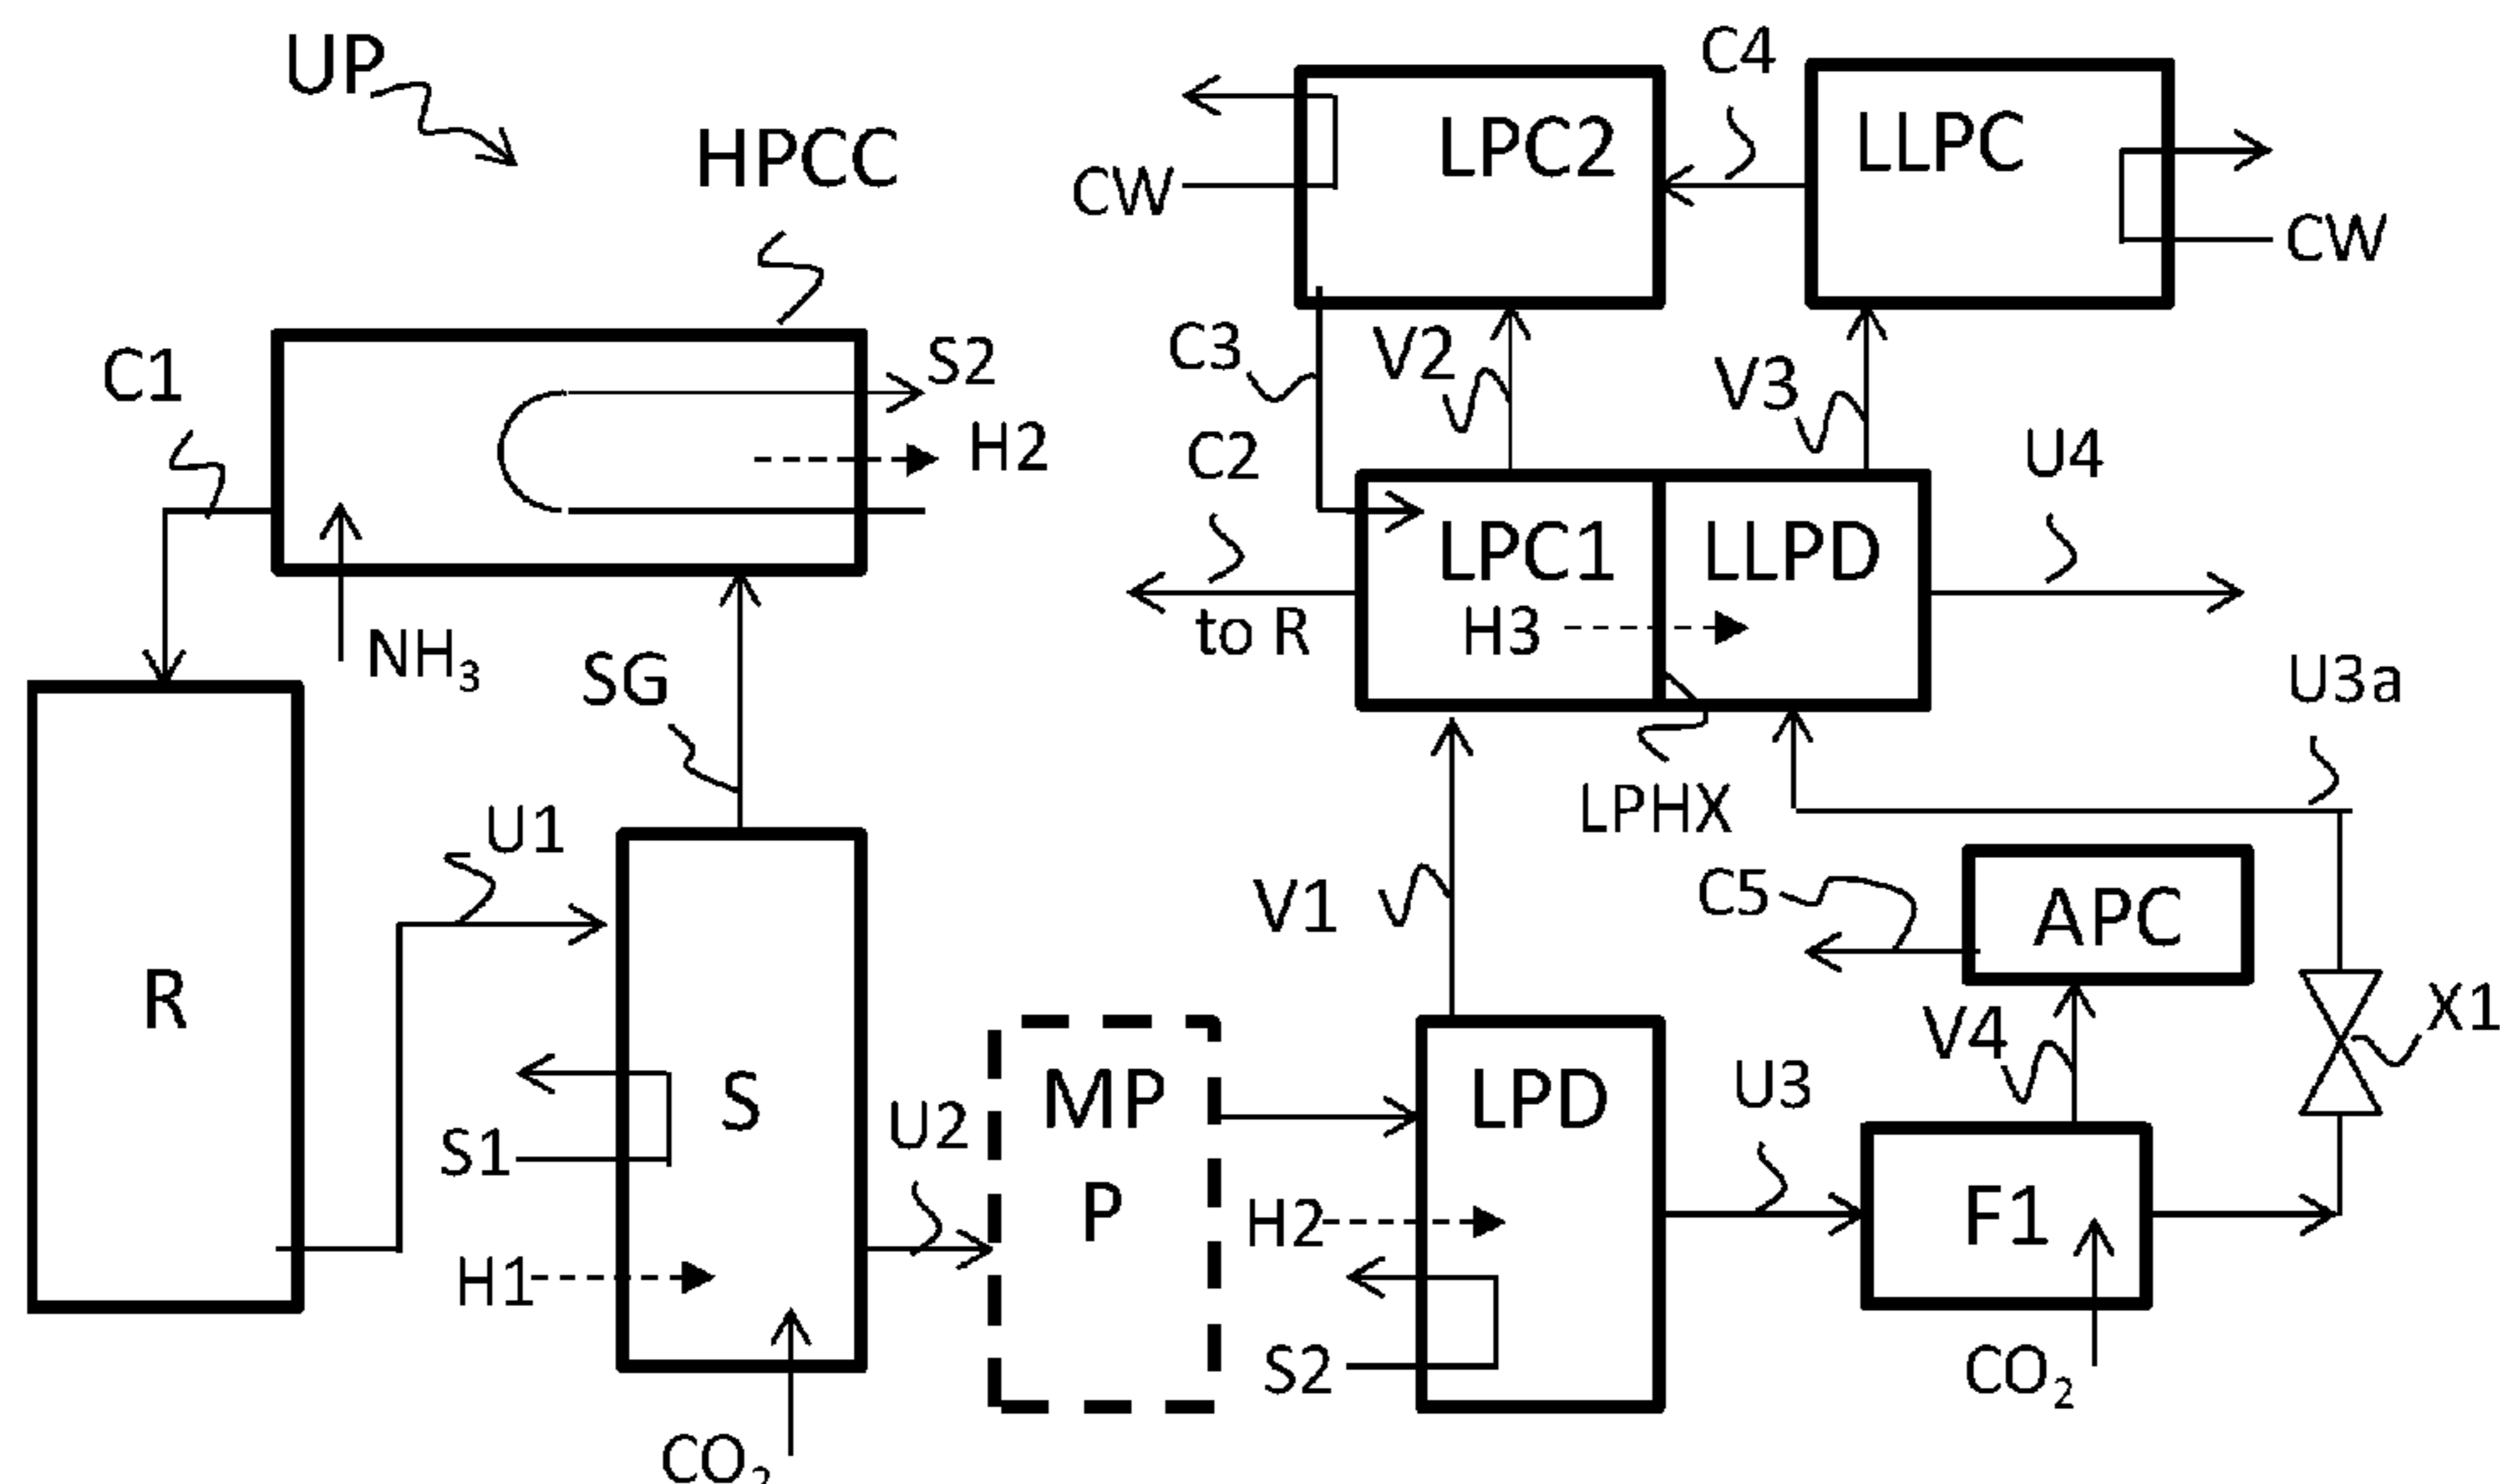 UP
HPCC
C4
LPC2
LLPC
CW
CW
C1
S2
H2
C3
V2
V3
C2
U4
LPC1
LLPD
to R
H3
NH₃
SG
U3a
LPHX
U1
V1
C5
APC
R
X1
V4
S
MP
P
LPD
U3
S1
U2
H2
F1
H1
S2
CO₂
CO₂